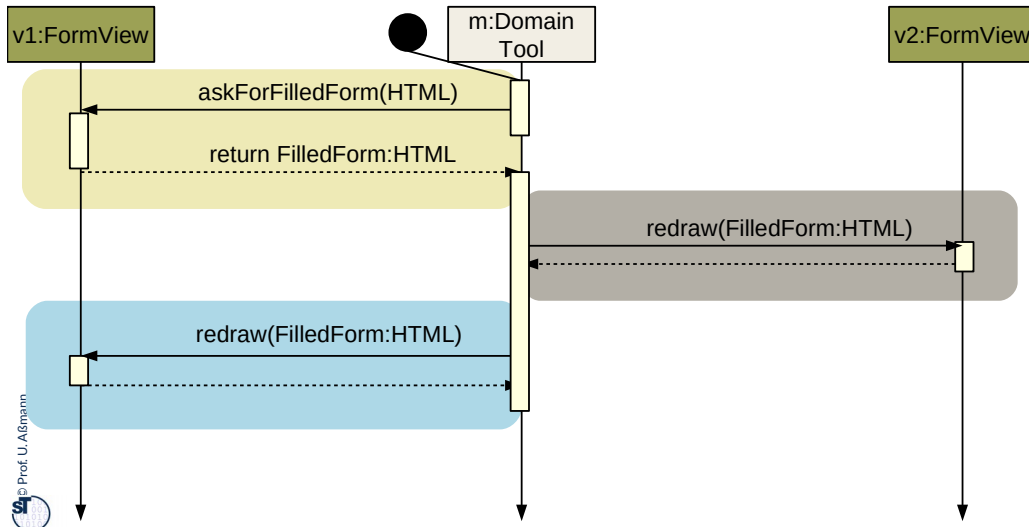 v1:FormView
m:Domain
Tool
v2:FormView
askForFilledForm(HTML)
return FilledForm:HTML
redraw(FilledForm:HTML)
redraw(FilledForm:HTML)
© Prof. U. Aßmann
ST